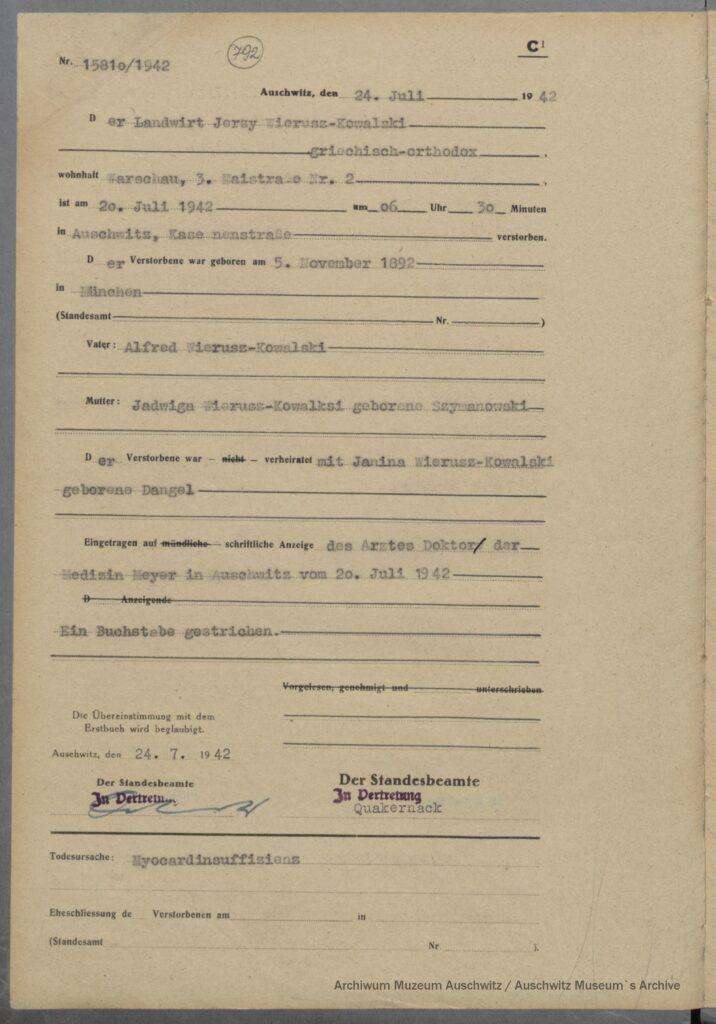 C1
792
Nr. 15810/1942
Auschwitz, den 24. Juli 1942
Der Landwirt Jerzy Wierusz-Kowalski
griechisch-orthodox
wohnhaft Warschau, 3. Maistraße Nr. 2
ist am 20. Juli 1942 um 06 Uhr 30 Minuten
in Auschwitz, Kase nenstraße verstorben.
Der Verstorbene war geboren am 5. November 1892
in München
(Standesamt Nr. )
Vater: Alfred Wierusz-Kowalski
Mutter: Jadwiga Wierusz-Kowalksi geborene Szymanowski
Der Verstorbene war – nicht – verheiratet mit Janina Wierusz-Kowalski
geborene Dangel
Eingetragen auf mündliche – schriftliche Anzeige des Arztes Doktor der
Medizin Meyer in Auschwitz vom 20. Juli 1942
D Anzeigende
Ein Buchstabe gestrichen.
Vorgelesen, genehmigt und unterschrieben
Die Übereinstimmung mit dem
Erstbuch wird beglaubigt.
Auschwitz, den 24. 7. 1942
Der Standesbeamte
In Vertretung
Der Standesbeamte
In Vertretung
Quakernack
Todesursache: Myocardinsuffizienz
Eheschliessung de Verstorbenen am in
(Standesamt Nr ).
Archiwum Muzeum Auschwitz / Auschwitz Museum`s Archive